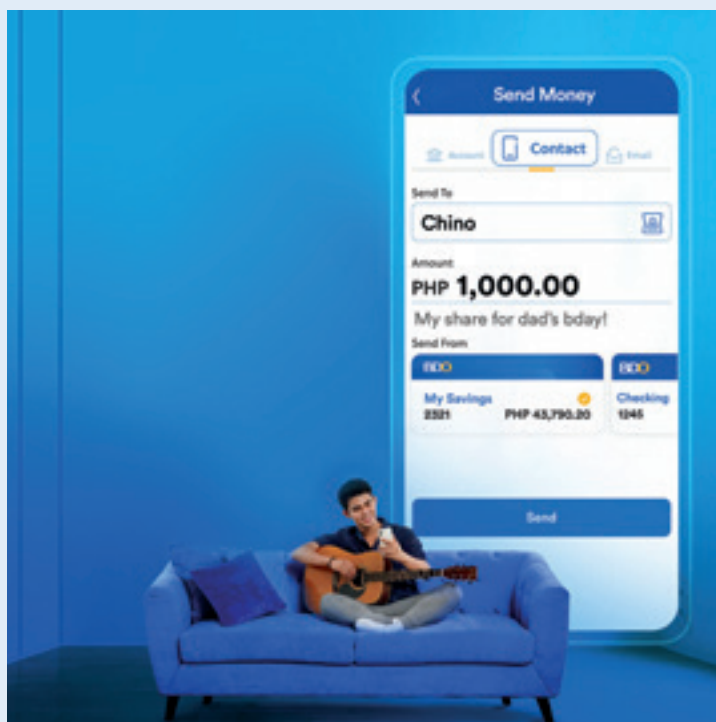 Send Money
Account Contact Email
Send To
Chino
Amount
PHP 1,000.00
My share for dad's bday!
Send From
BDO BDO
My Savings Checking
2321 PHP 43,790.20 1245
Send